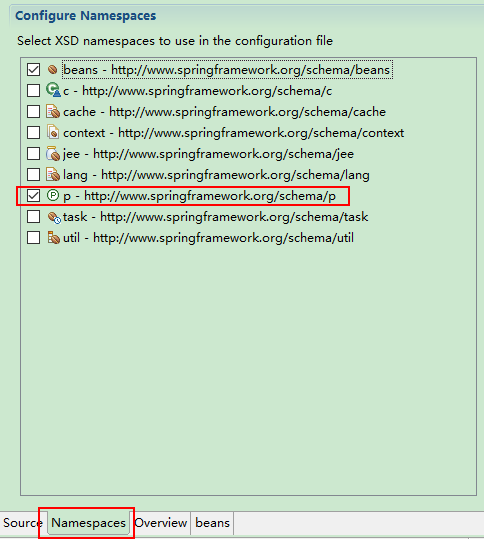 Configure Namespaces
Select XSD namespaces to use in the configuration file
beans - http://www.springframework.org/schema/beans
c - http://www.springframework.org/schema/c
cache - http://www.springframework.org/schema/cache
context - http://www.springframework.org/schema/context
jee - http://www.springframework.org/schema/jee
lang - http://www.springframework.org/schema/lang
p - http://www.springframework.org/schema/p
task - http://www.springframework.org/schema/task
util - http://www.springframework.org/schema/util
Source Namespaces Overview beans